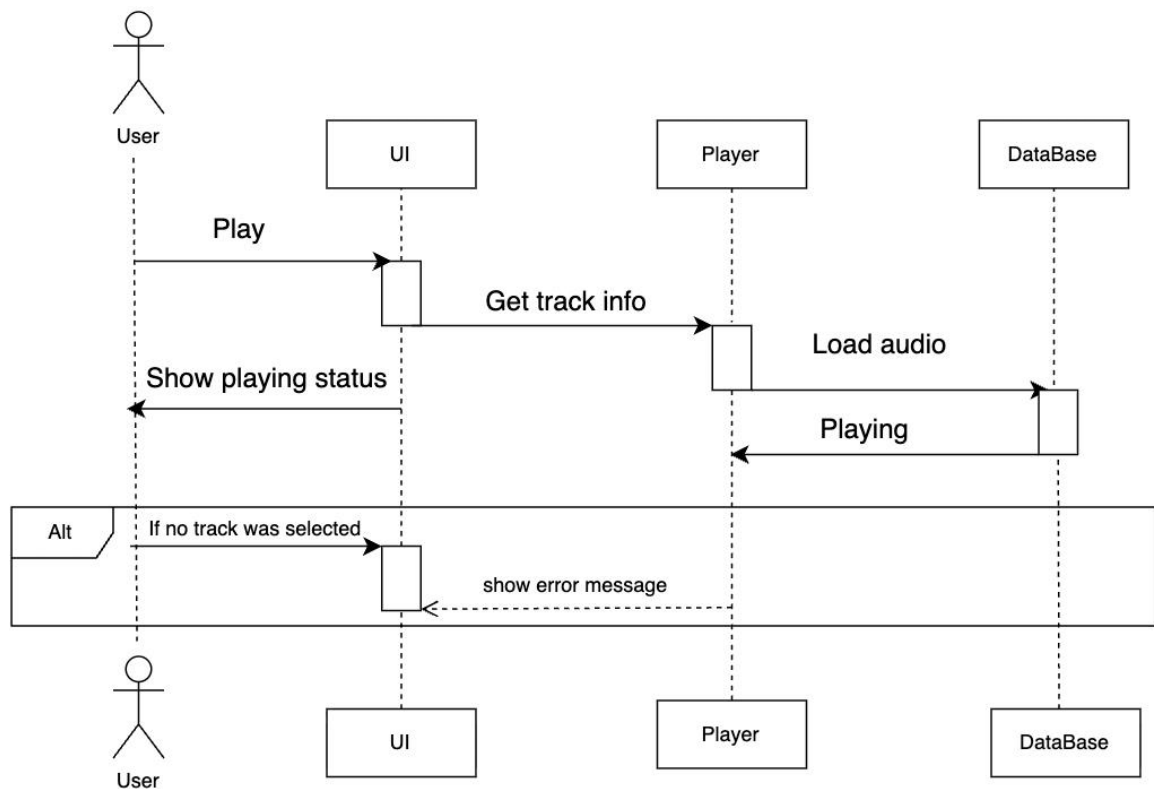 User
UI
Player
DataBase
Play
Get track info
Load audio
Show playing status
Playing
Alt
If no track was selected
show error message
User
UI
Player
DataBase